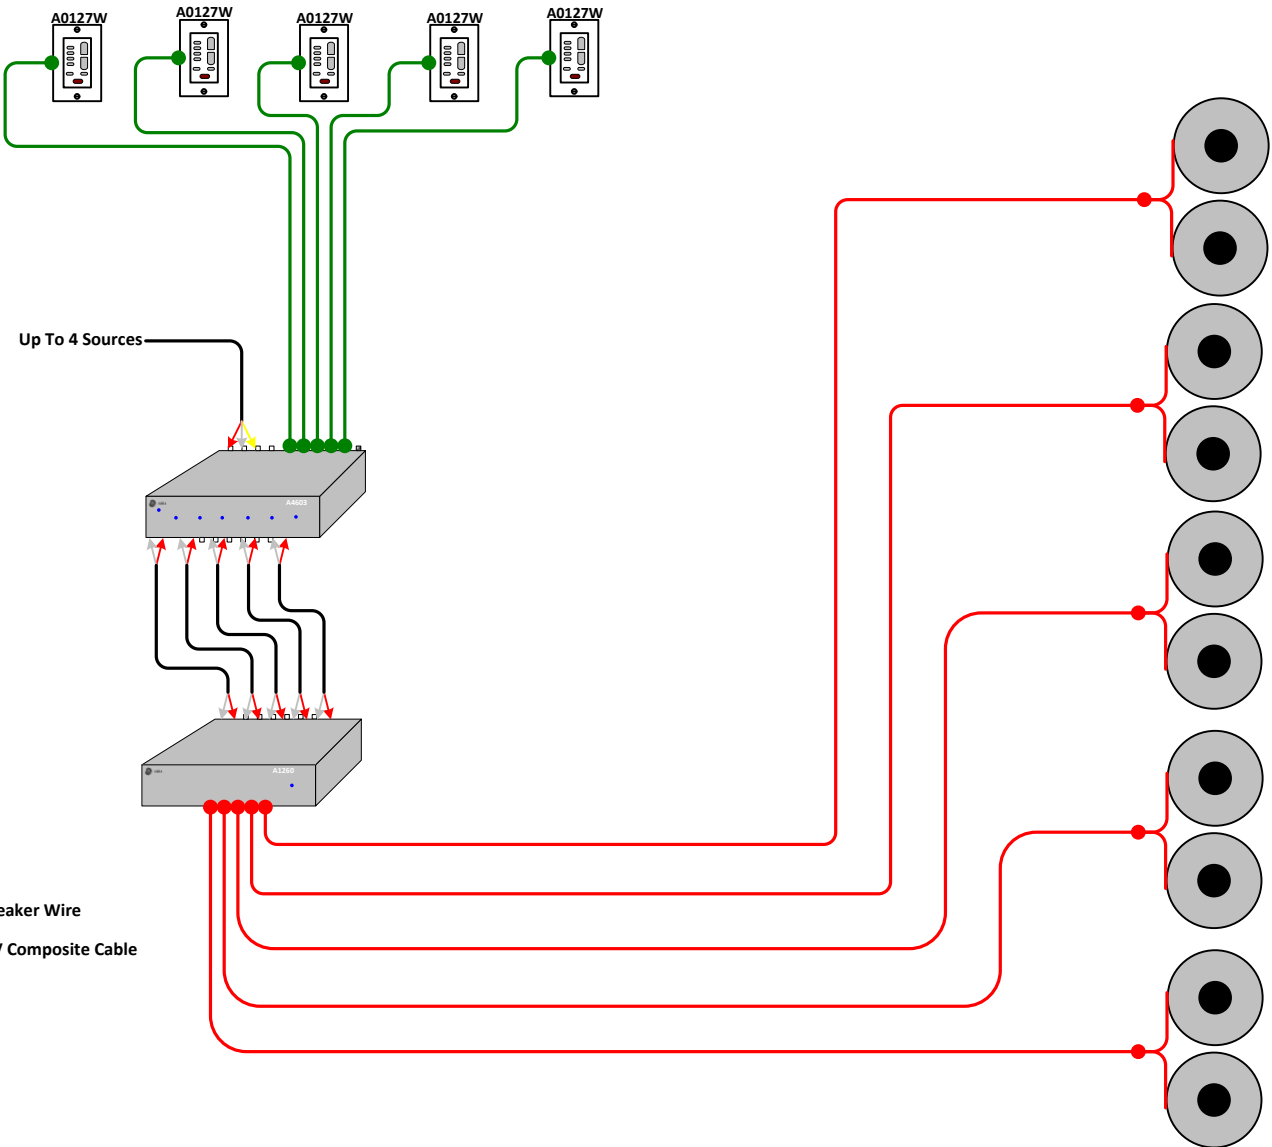 A0127W
A0127W
A0127W
A0127W
A0127W
Up To 4 Sources
A4603
A1260
eaker Wire
/ Composite Cable